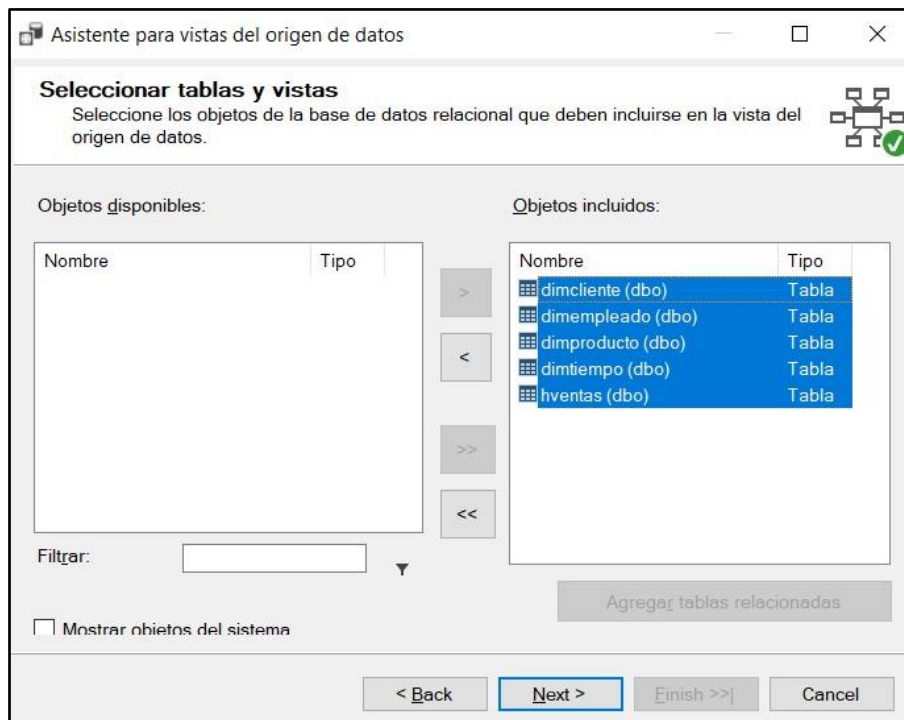 Asistente para vistas del origen de datos
Seleccionar tablas y vistas
Seleccione los objetos de la base de datos relacional que deben incluirse en la vista del
origen de datos.
Objetos disponibles:
Nombre Tipo
>
<
>>
<<
Objetos incluidos:
Nombre Tipo
dimcliente (dbo) Tabla
dimempleado (dbo) Tabla
dimproducto (dbo) Tabla
dimtiempo (dbo) Tabla
hventas (dbo) Tabla
Filtrar:
Agregar tablas relacionadas
Mostrar objetos del sistema
< Back Next > Finish >>| Cancel